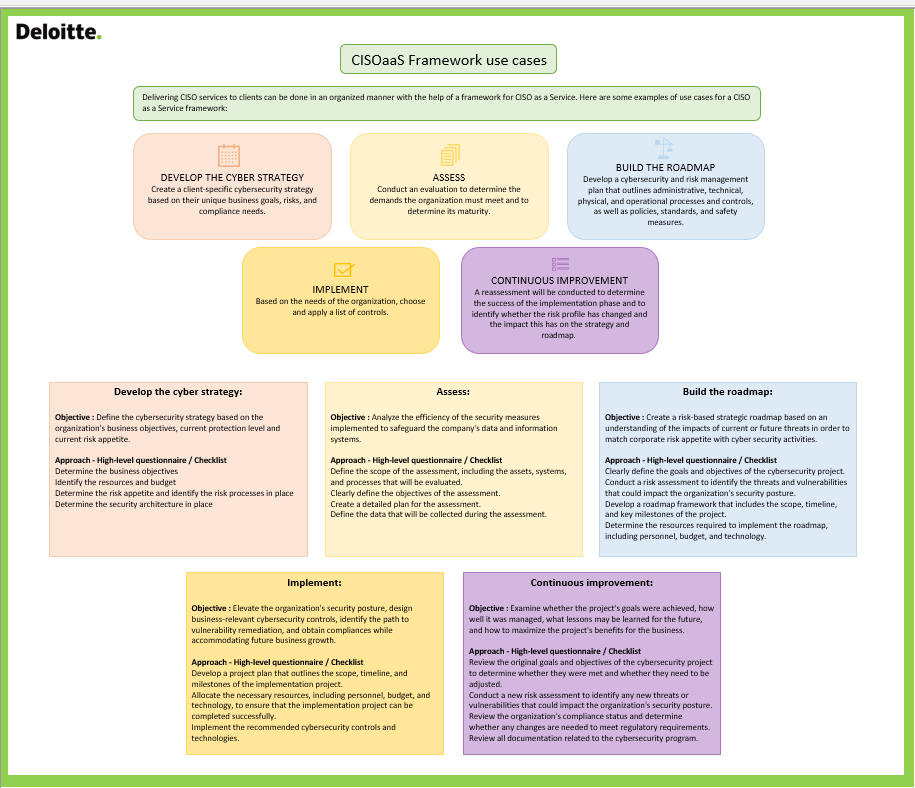 Deloitte.
CISOaaS Framework use cases
Delivering CISO services to clients can be done in an organized manner with the help of a framework for CISO as a Service. Here are some examples of use cases for a CISO
as a Service framework:
DEVELOP THE CYBER STRATEGY
Create a client-specific cybersecurity strategy
based on their unique business goals, risks, and
compliance needs.
ASSESS
Conduct an evaluation to determine the
demands the organization must meet and to
determine its maturity.
BUILD THE ROADMAP
Develop a cybersecurity and risk management
plan that outlines administrative, technical,
physical, and operational processes and controls,
as well as policies, standards, and safety
measures.
IMPLEMENT
Based on the needs of the organization, choose
and apply a list of controls.
CONTINUOUS IMPROVEMENT
A reassessment will be conducted to determine
the success of the implementation phase and to
identify whether the risk profile has changed and
the impact this has on the strategy and
roadmap.
Develop the cyber strategy:
Objective : Define the cybersecurity strategy based on the
organization's business objectives, current protection level and
current risk appetite.
Approach - High-level questionnaire / Checklist
Determine the business objectives
Identify the resources and budget
Determine the risk appetite and identify the risk processes in place
Determine the security architecture in place
Assess:
Objective : Analyze the efficiency of the security measures
implemented to safeguard the company's data and information
systems.
Approach - High-level questionnaire / Checklist
Define the scope of the assessment, including the assets, systems,
and processes that will be evaluated.
Clearly define the objectives of the assessment.
Create a detailed plan for the assessment.
Define the data that will be collected during the assessment.
Build the roadmap:
Objective : Create a risk-based strategic roadmap based on an
understanding of the impacts of current or future threats in order to
match corporate risk appetite with cyber security activities.
Approach - High-level questionnaire / Checklist
Clearly define the goals and objectives of the cybersecurity project.
Conduct a risk assessment to identify the threats and vulnerabilities
that could impact the organization's security posture.
Develop a roadmap framework that includes the scope, timeline,
and key milestones of the project.
Determine the resources required to implement the roadmap,
including personnel, budget, and technology.
Implement:
Objective : Elevate the organization's security posture, design
business-relevant cybersecurity controls, identify the path to
vulnerability remediation, and obtain compliances while
accommodating future business growth.
Approach - High-level questionnaire / Checklist
Develop a project plan that outlines the scope, timeline, and
milestones of the implementation project.
Allocate the necessary resources, including personnel, budget, and
technology, to ensure that the implementation project can be
completed successfully.
Implement the recommended cybersecurity controls and
technologies.
Continuous improvement:
Objective : Examine whether the project's goals were achieved, how
well it was managed, what lessons may be learned for the future,
and how to maximize the project's benefits for the business.
Approach - High-level questionnaire / Checklist
Review the original goals and objectives of the cybersecurity project
to determine whether they were met and whether they need to be
adjusted.
Conduct a new risk assessment to identify any new threats or
vulnerabilities that could impact the organization's security posture.
Review the organization's compliance status and determine
whether any changes are needed to meet regulatory requirements.
Review all documentation related to the cybersecurity program.